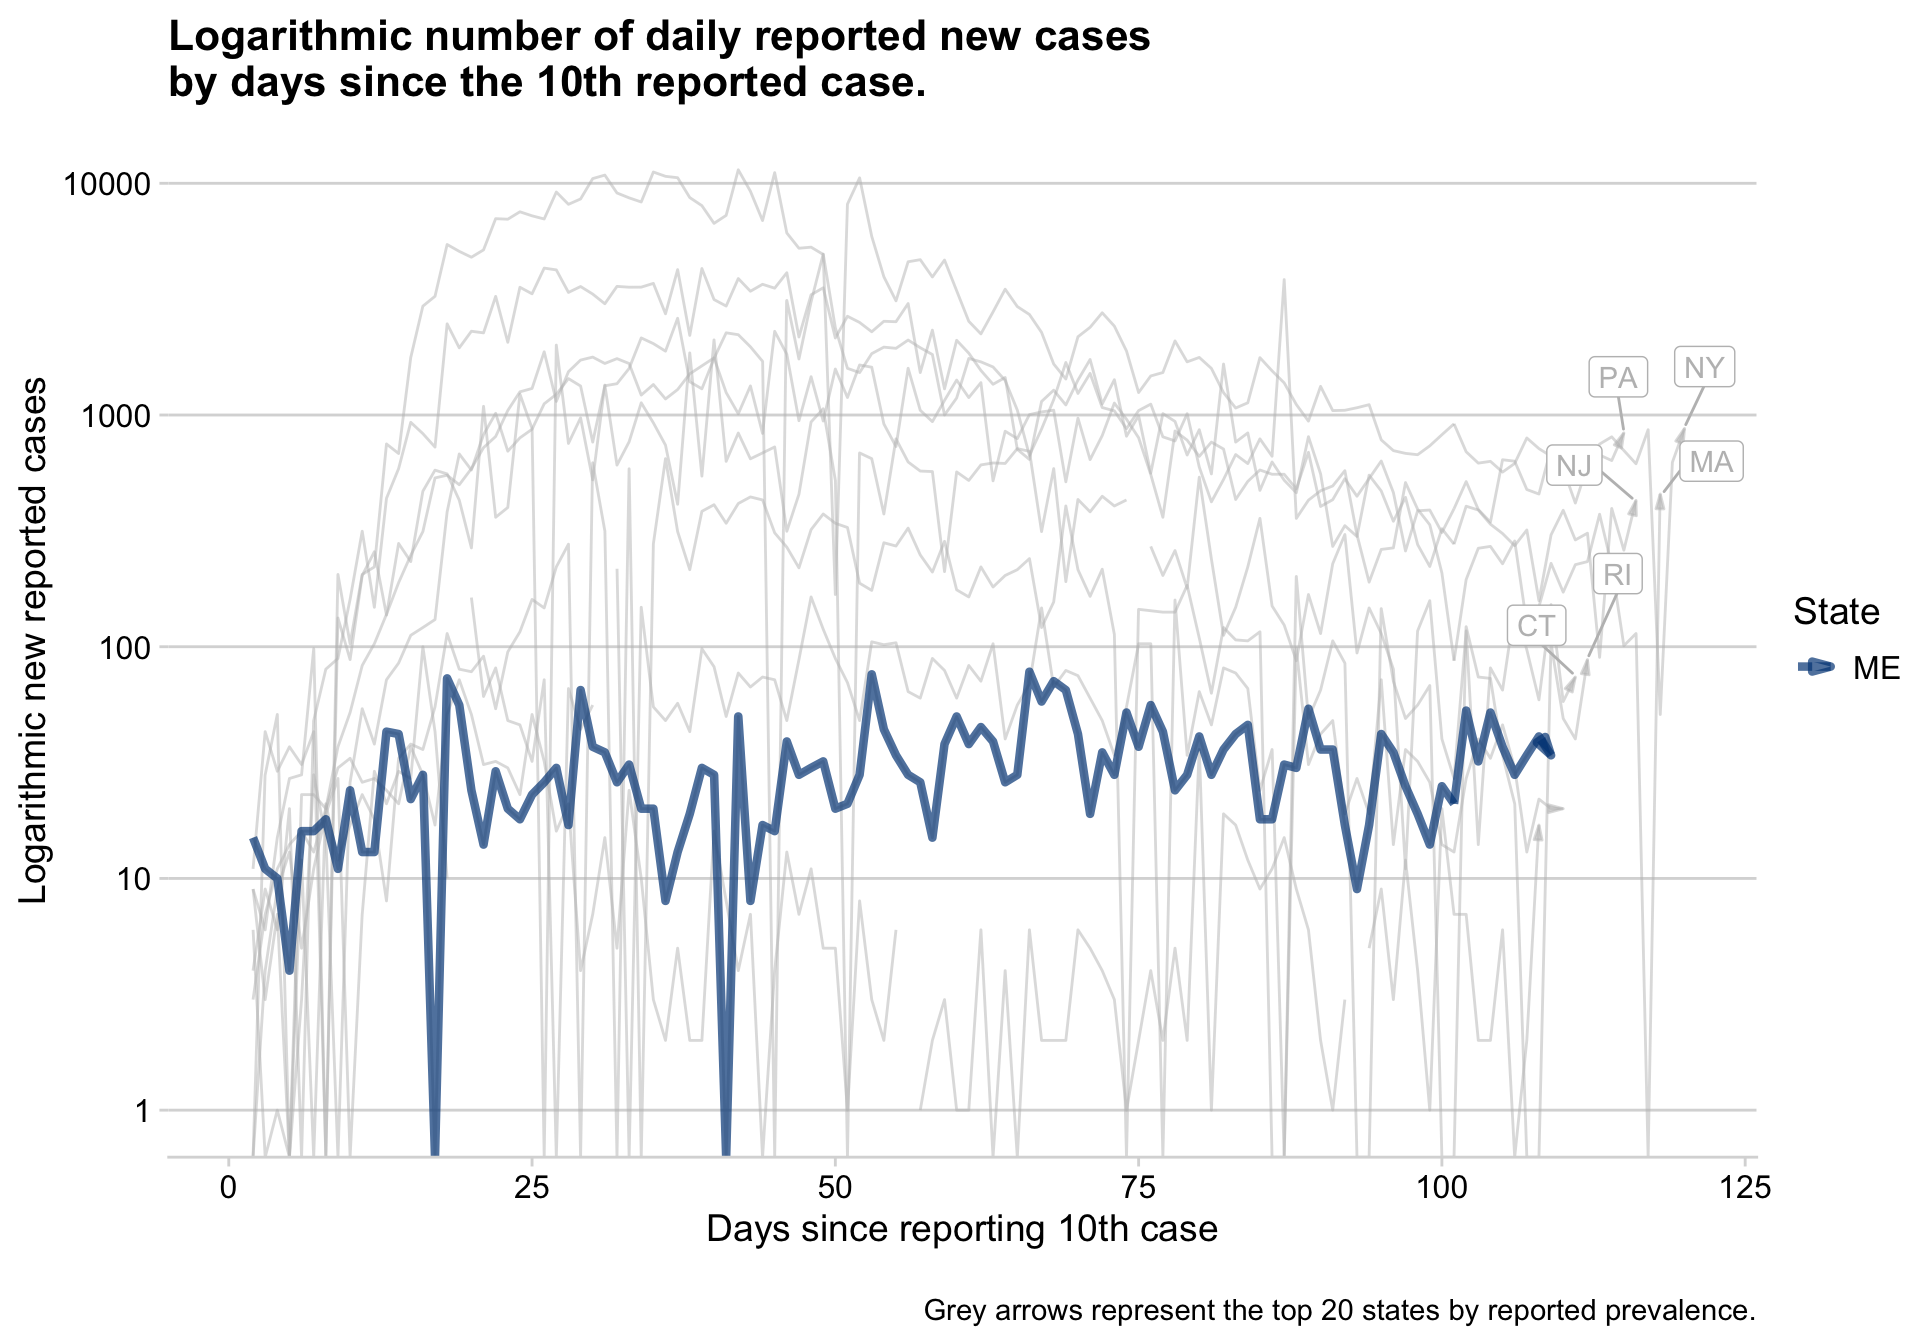 Logarithmic number of daily reported new cases
by days since the 10th reported case.
Logarithmic new reported cases
10000
1000
100
10
1
PA
NY
NJ
MA
RI
CT
State
ME
0
25
50
75
100
125
Days since reporting 10th case
Grey arrows represent the top 20 states by reported prevalence.